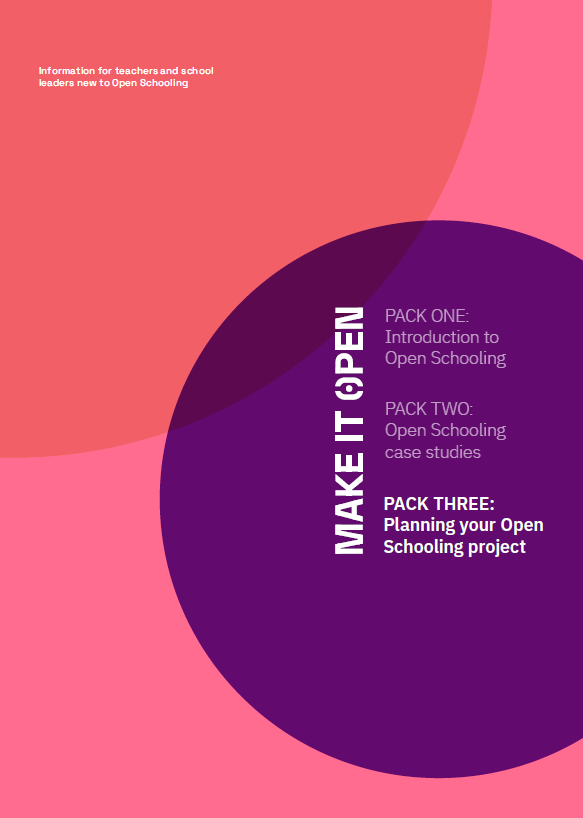 Information for teachers and school
leaders new to Open Schooling
MAKE IT OPEN
PACK ONE:
Introduction to
Open Schooling
PACK TWO:
Open Schooling
case studies
PACK THREE:
Planning your Open
Schooling project